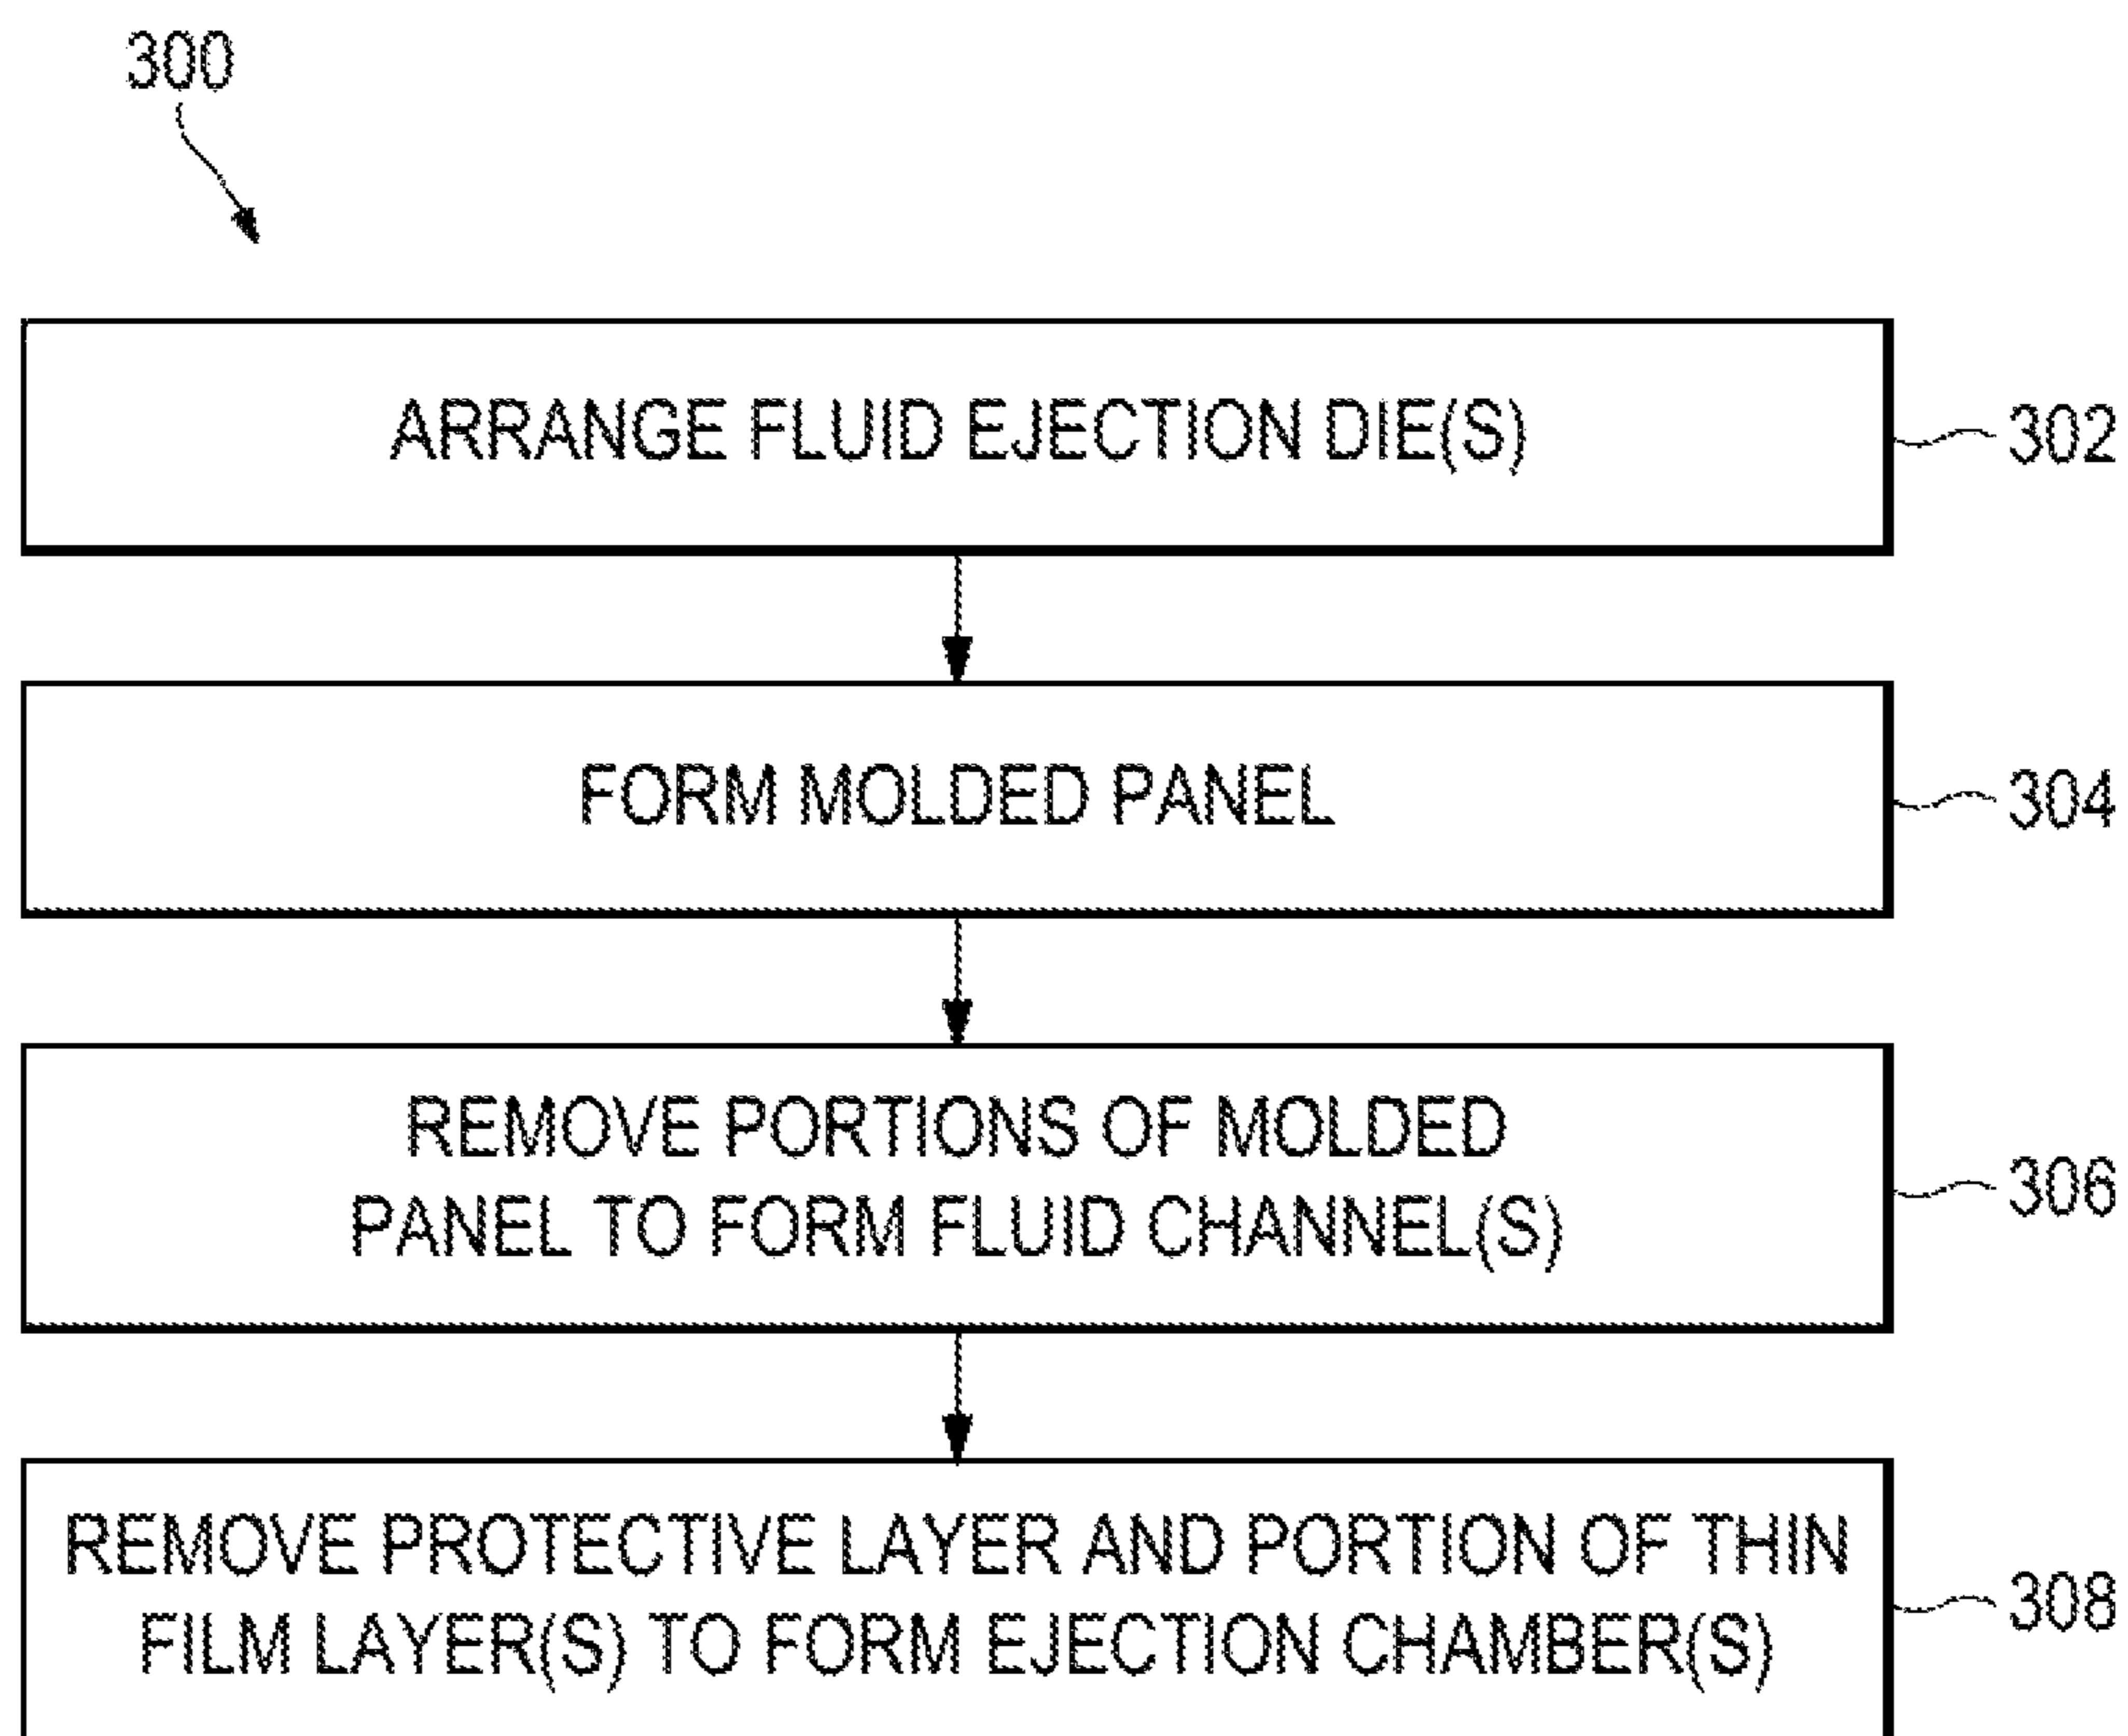 300
ARRANGE FLUID EJECTION DIE(S)
302
FORM MOLDED PANEL
304
REMOVE PORTIONS OF MOLDED
PANEL TO FORM FLUID CHANNEL(S)
306
REMOVE PROTECTIVE LAYER AND PORTION OF THIN
FILM LAYER(S) TO FORM EJECTION CHAMBER(S)
308